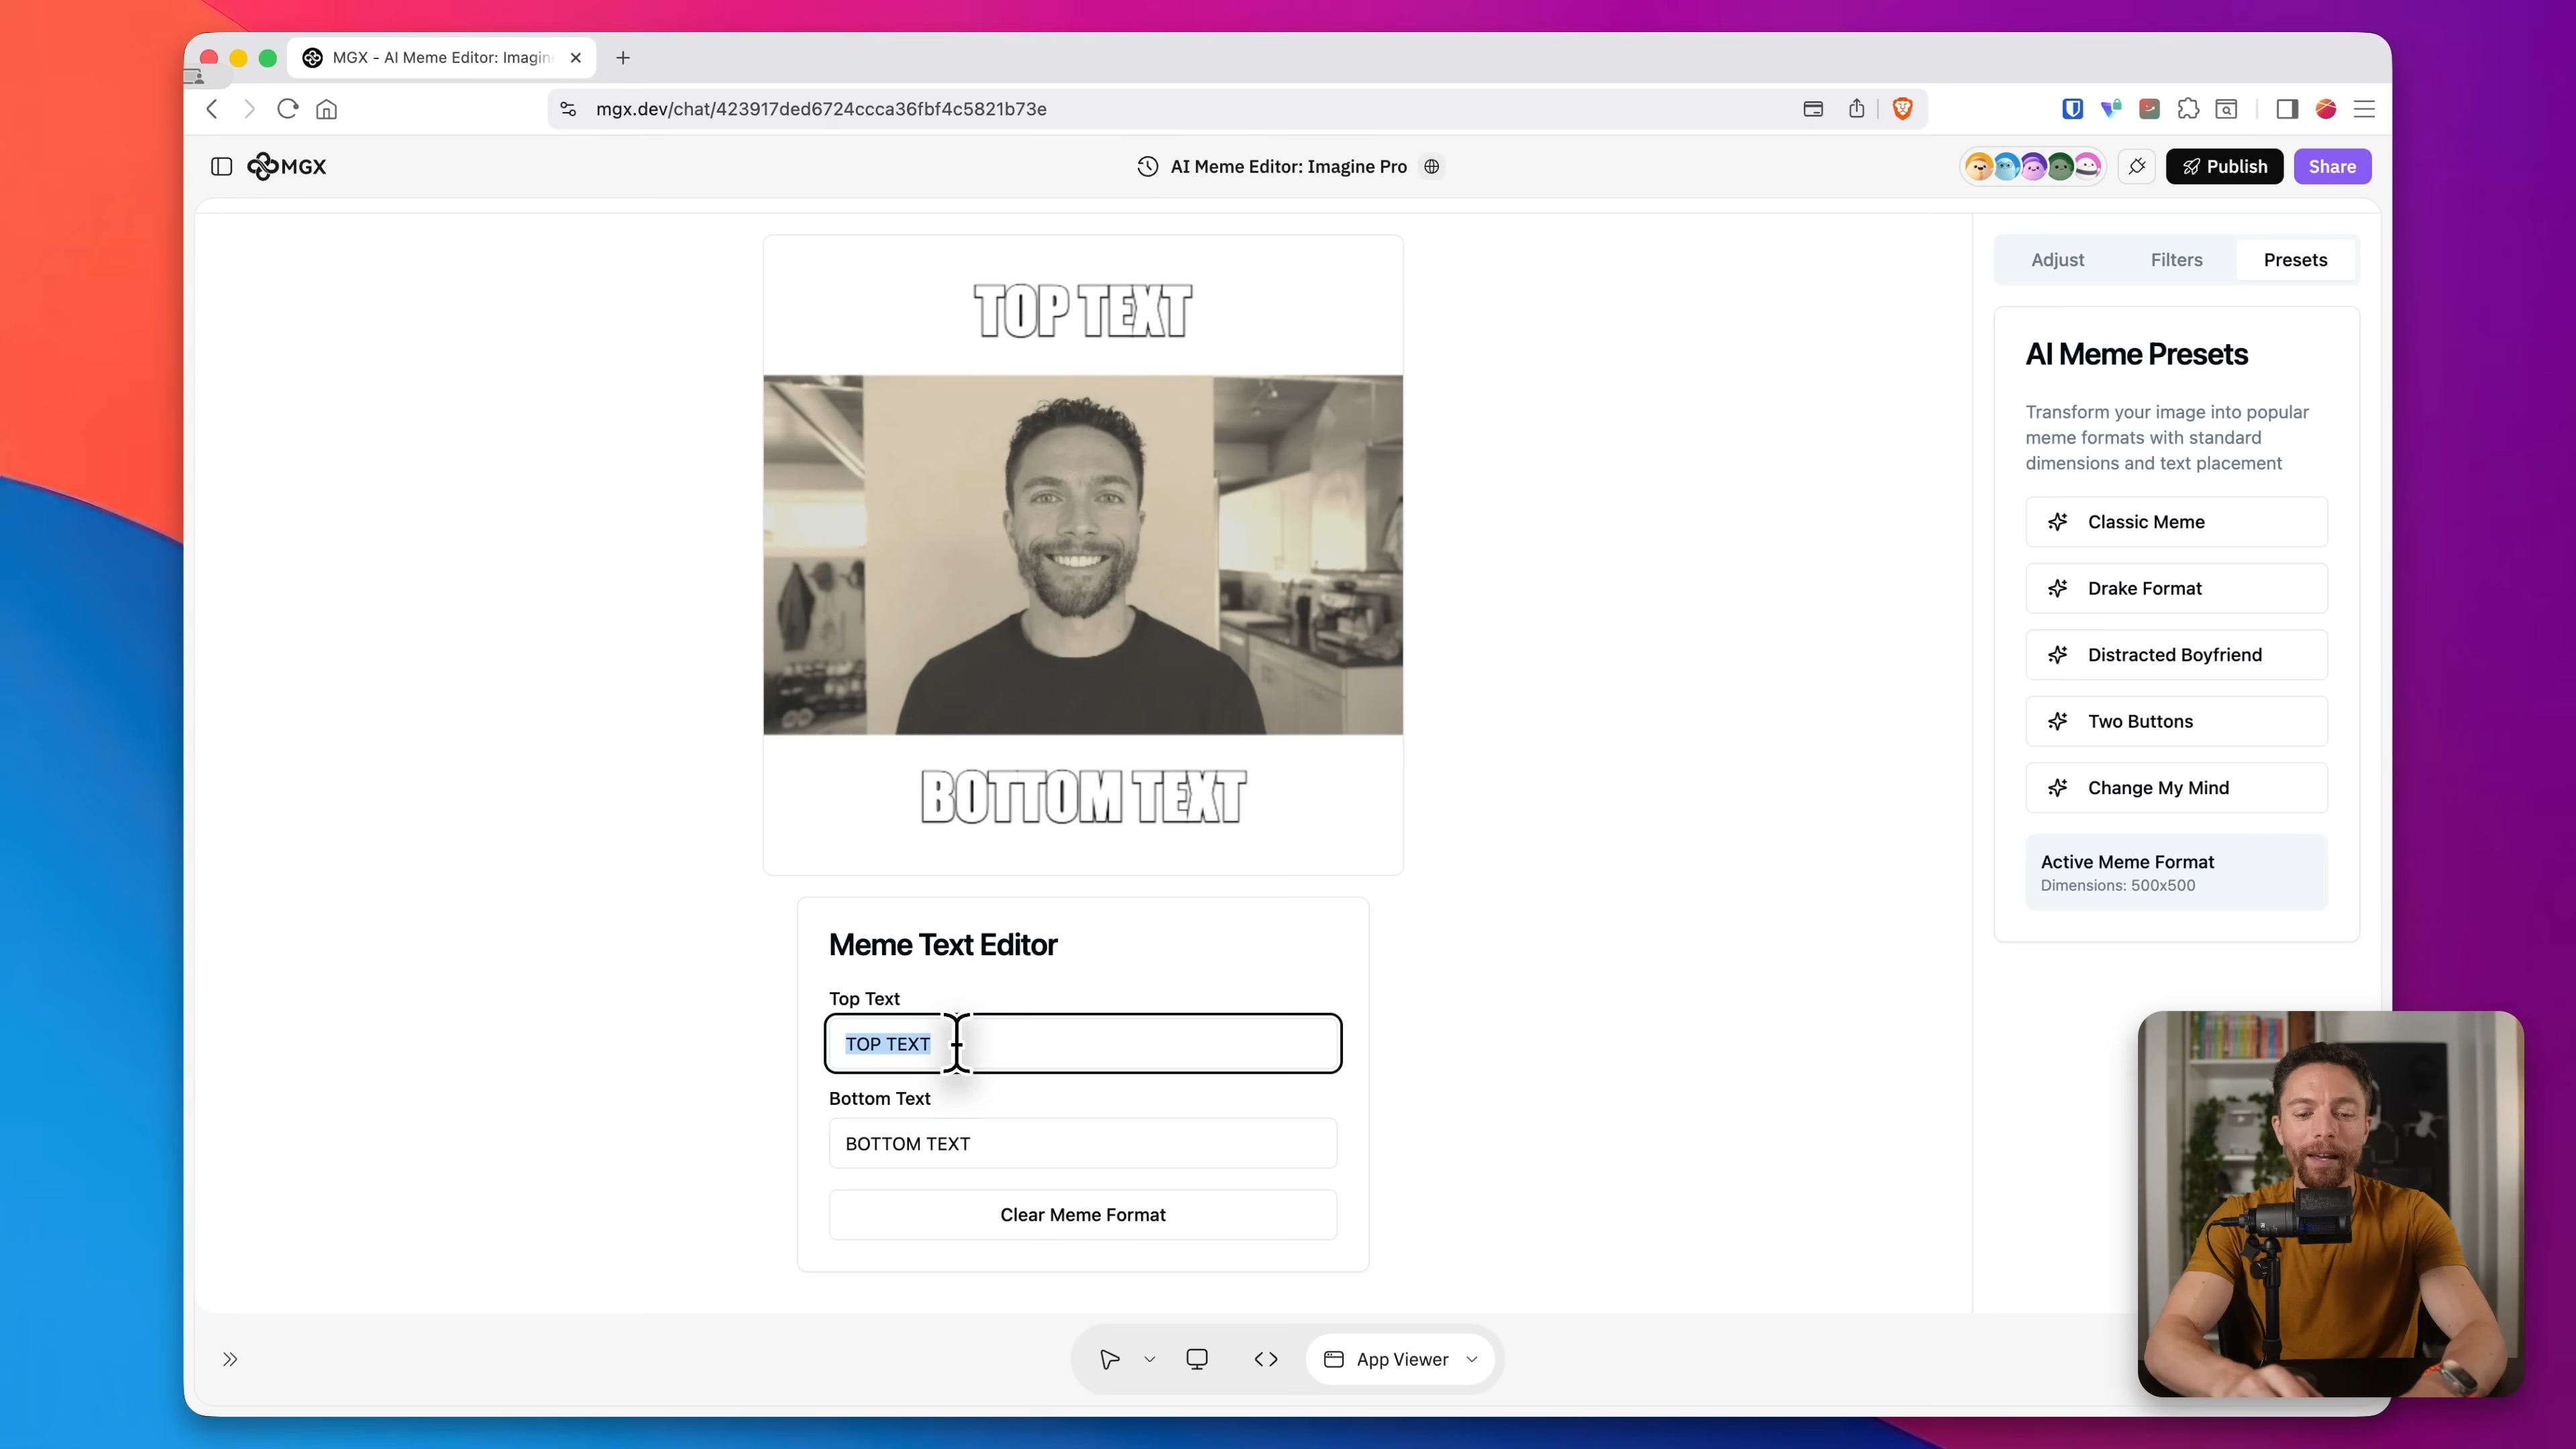 MGX - AI Meme Editor: Imagin
mgx.dev/chat/423917ded6724ccca36fbf4c5821b73e
MGX
AI Meme Editor: Imagine Pro
Publish
Share
Adjust
Filters
Presets
TOP TEXT
BOTTOM TEXT
AI Meme Presets
Transform your image into popular
meme formats with standard
dimensions and text placement
Classic Meme
Drake Format
Distracted Boyfriend
Two Buttons
Change My Mind
Active Meme Format
Dimensions: 500x500
Meme Text Editor
Top Text
TOP TEXT
Bottom Text
BOTTOM TEXT
Clear Meme Format
App Viewer